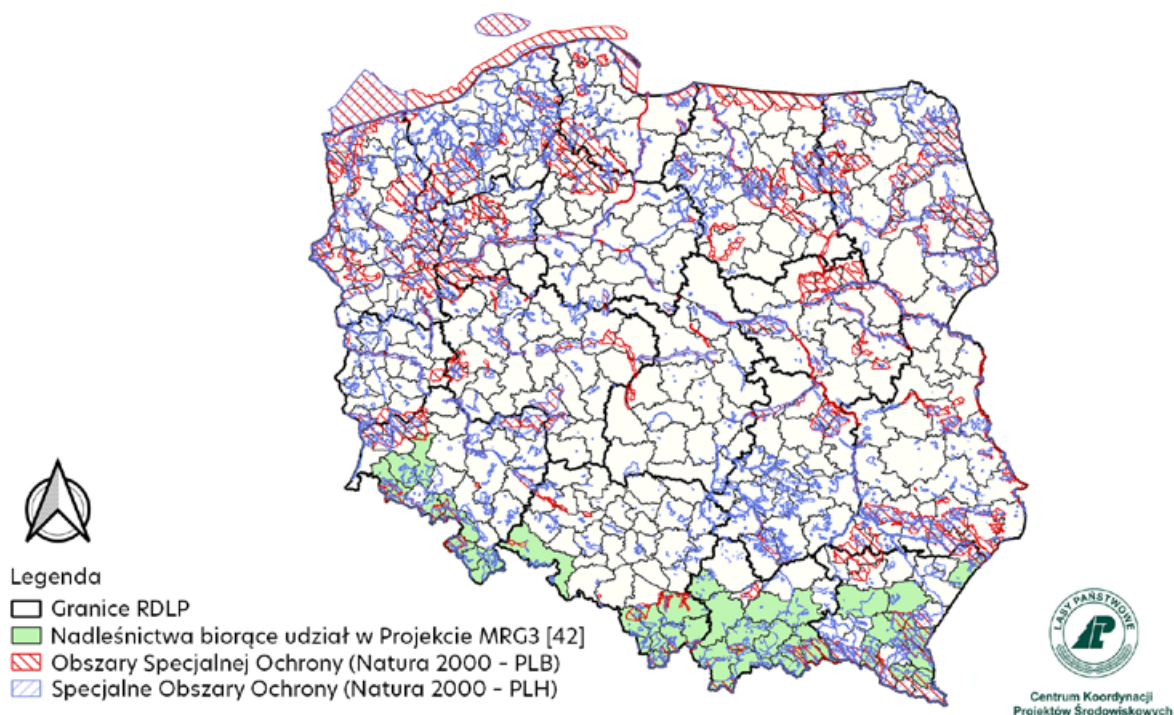 Legenda
Granice RDLP
Nadleśnictwa biorące udział w Projekcie MRG3 [42]
Obszary Specjalnej Ochrony (Natura 2000 - PLB)
Specjalne Obszary Ochrony (Natura 2000 - PLH)
LASY PAŃSTWOWE
Centrum Koordynacji
Projektów Środowiskowych